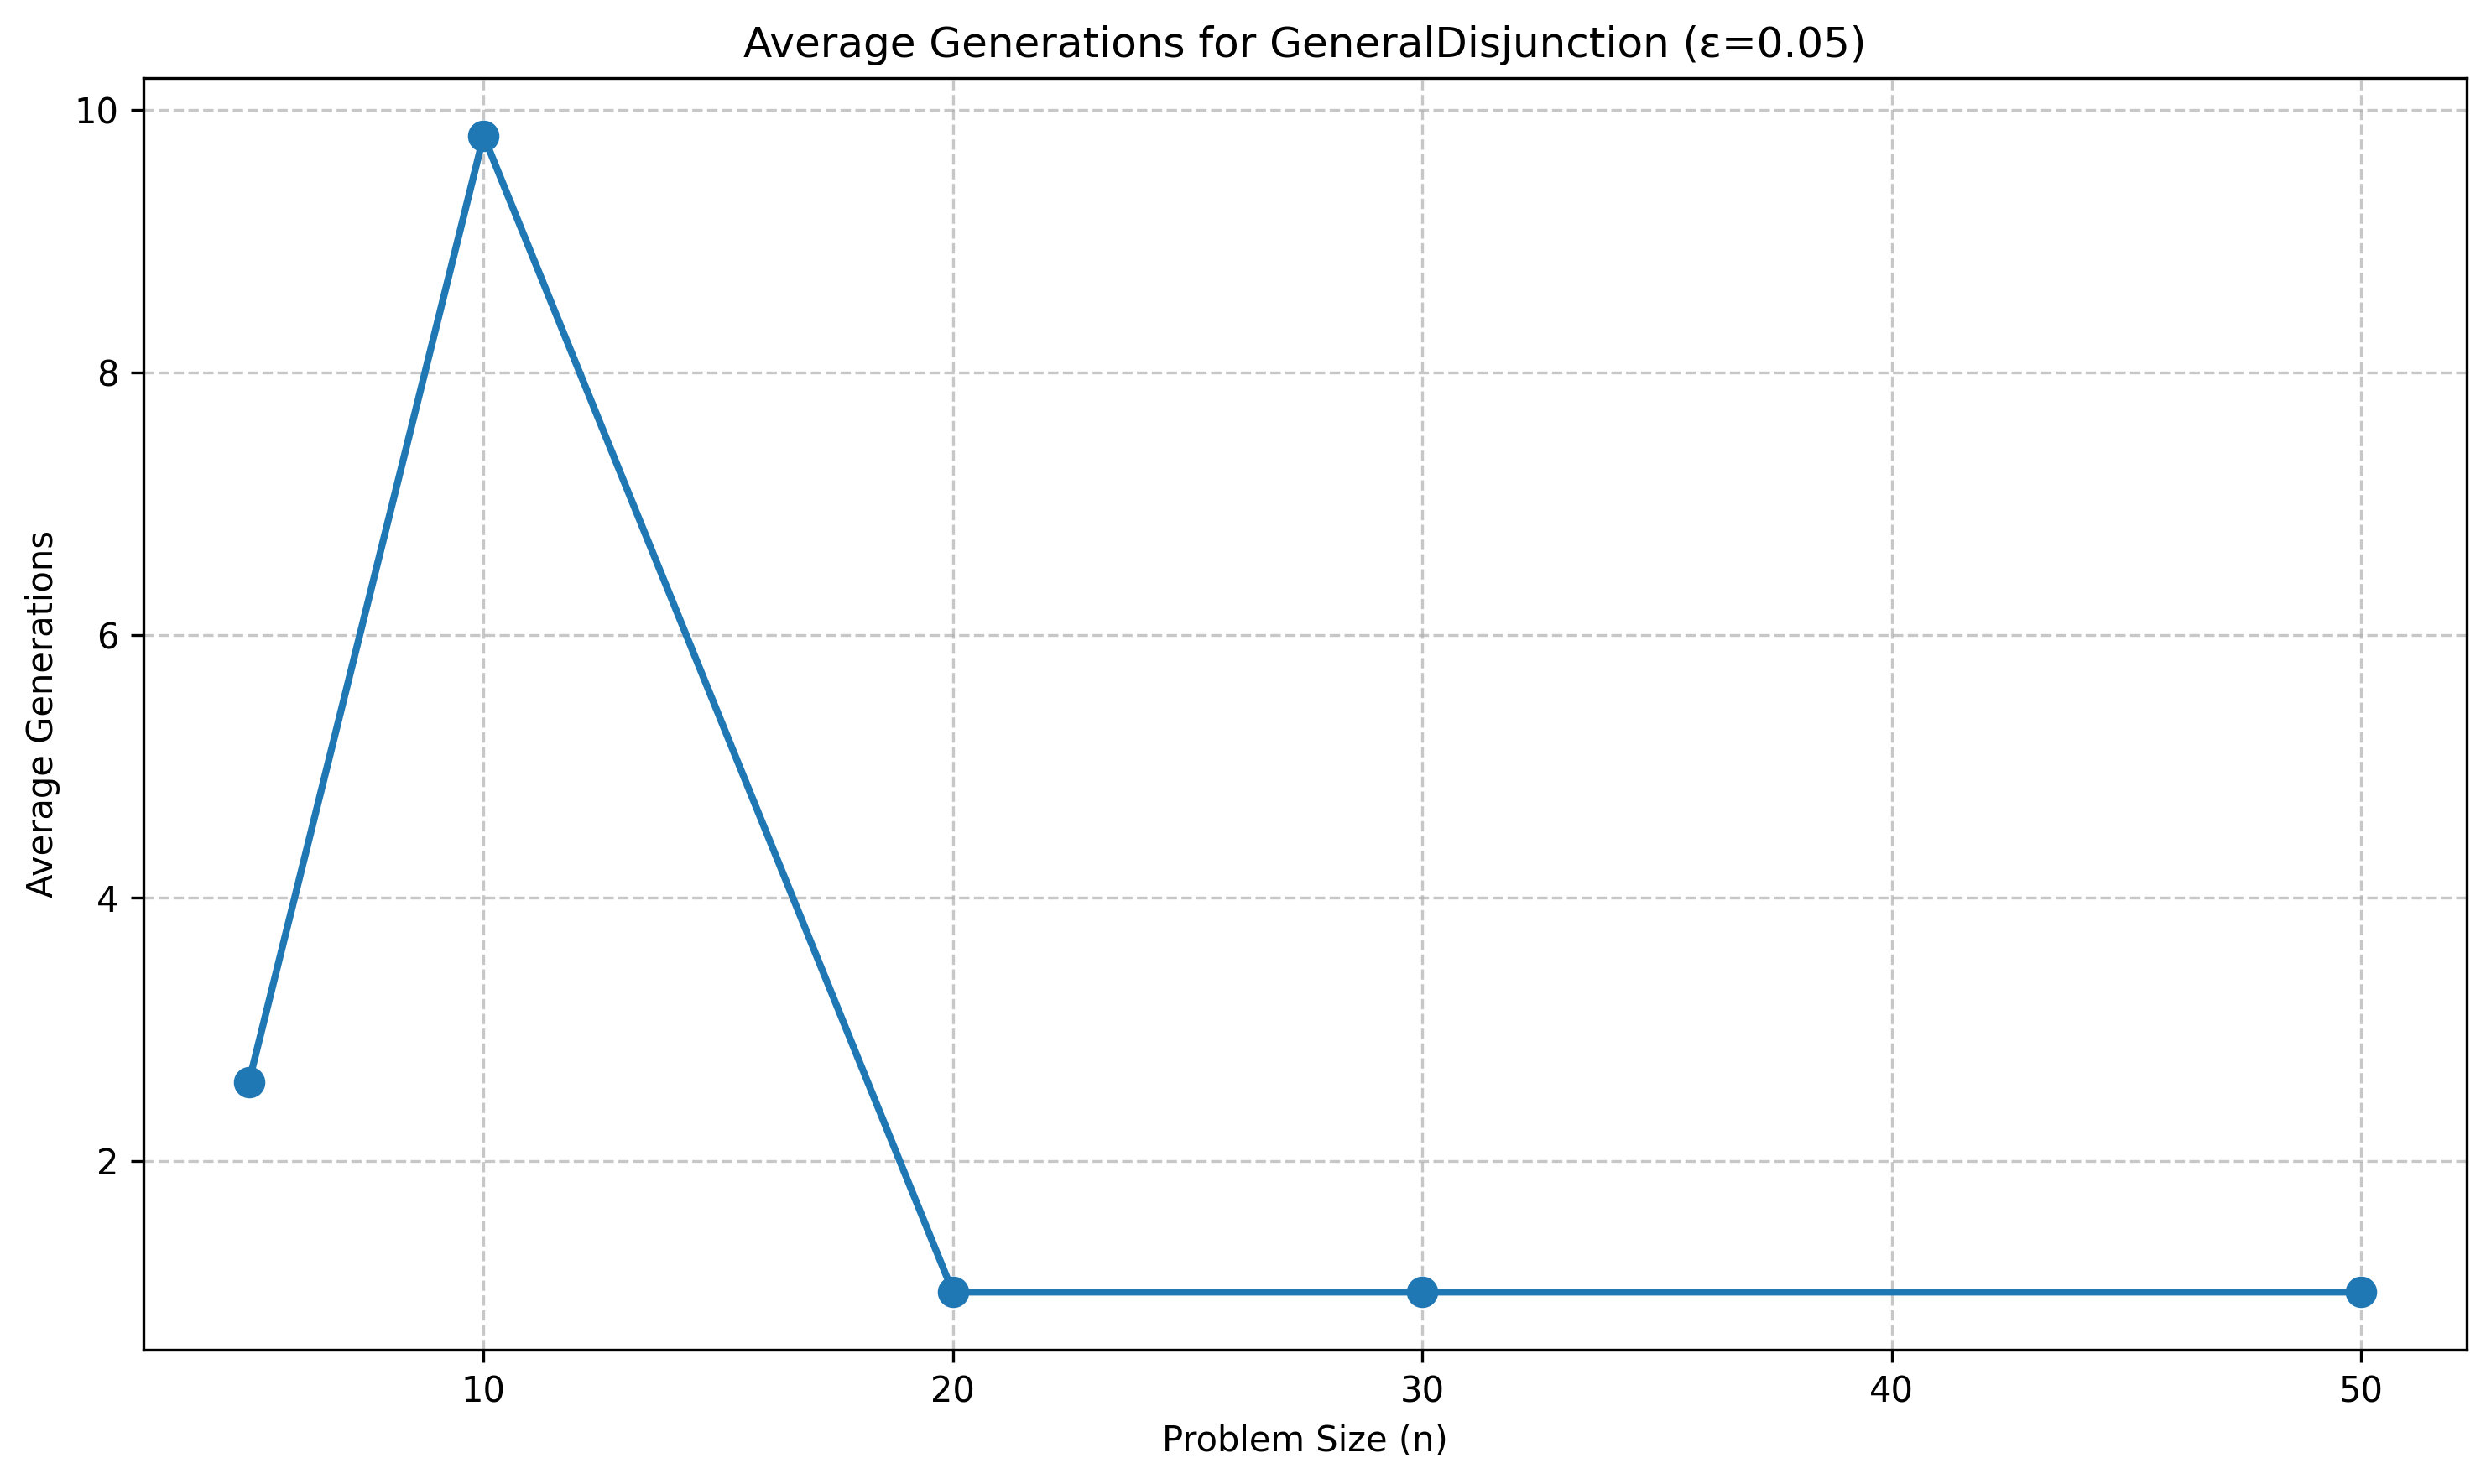 Average Generations for GeneralDisjunction (ε=0.05)
Average Generations
10
8
6
4
2
10 20 30 40 50
Problem Size (n)